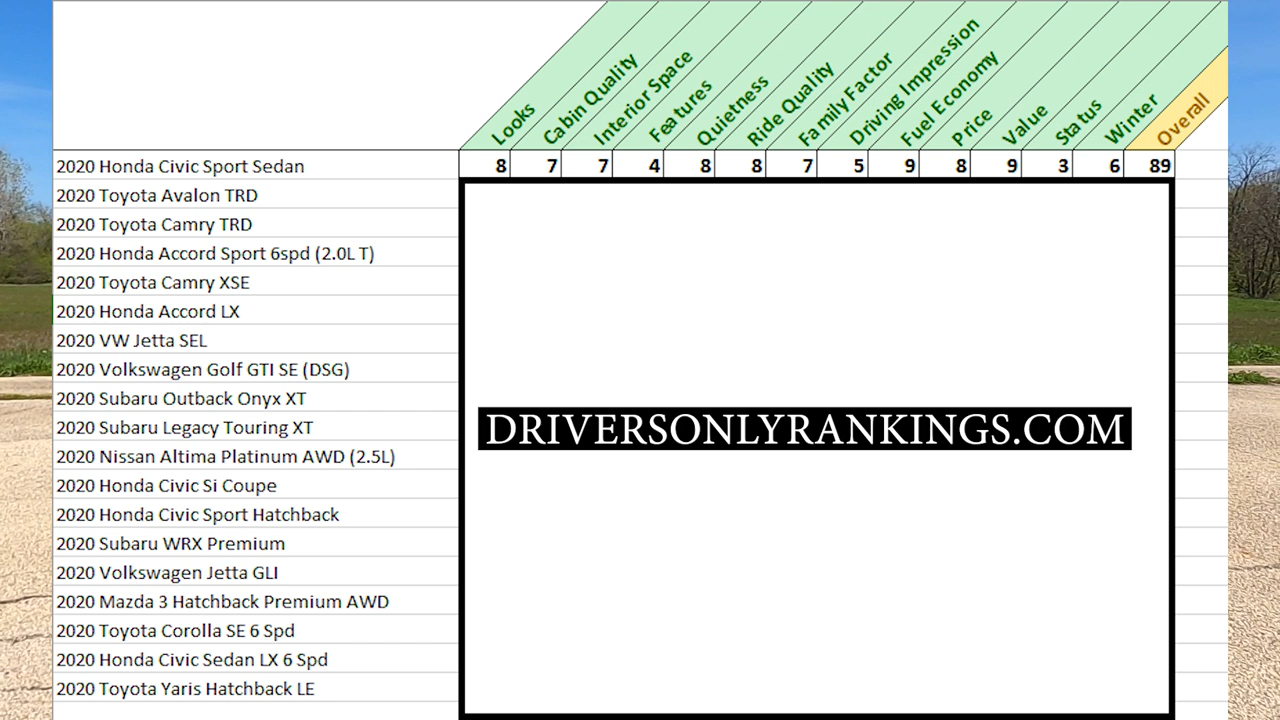 Looks Cabin Quality Interior Space Features Quietness Ride Quality Family Factor Driving Impression Fuel Economy Price Value Status Winter Overall
2020 Honda Civic Sport Sedan 8 7 7 4 8 8 7 5 9 8 9 3 6 89
2020 Toyota Avalon TRD
2020 Toyota Camry TRD
2020 Honda Accord Sport 6spd (2.0L T)
2020 Toyota Camry XSE
2020 Honda Accord LX
2020 VW Jetta SEL
2020 Volkswagen Golf GTI SE (DSG)
2020 Subaru Outback Onyx XT
2020 Subaru Legacy Touring XT
DRIVERSONLYRANKINGS.COM
2020 Nissan Altima Platinum AWD (2.5L)
2020 Honda Civic Si Coupe
2020 Honda Civic Sport Hatchback
2020 Subaru WRX Premium
2020 Volkswagen Jetta GLI
2020 Mazda 3 Hatchback Premium AWD
2020 Toyota Corolla SE 6 Spd
2020 Honda Civic Sedan LX 6 Spd
2020 Toyota Yaris Hatchback LE